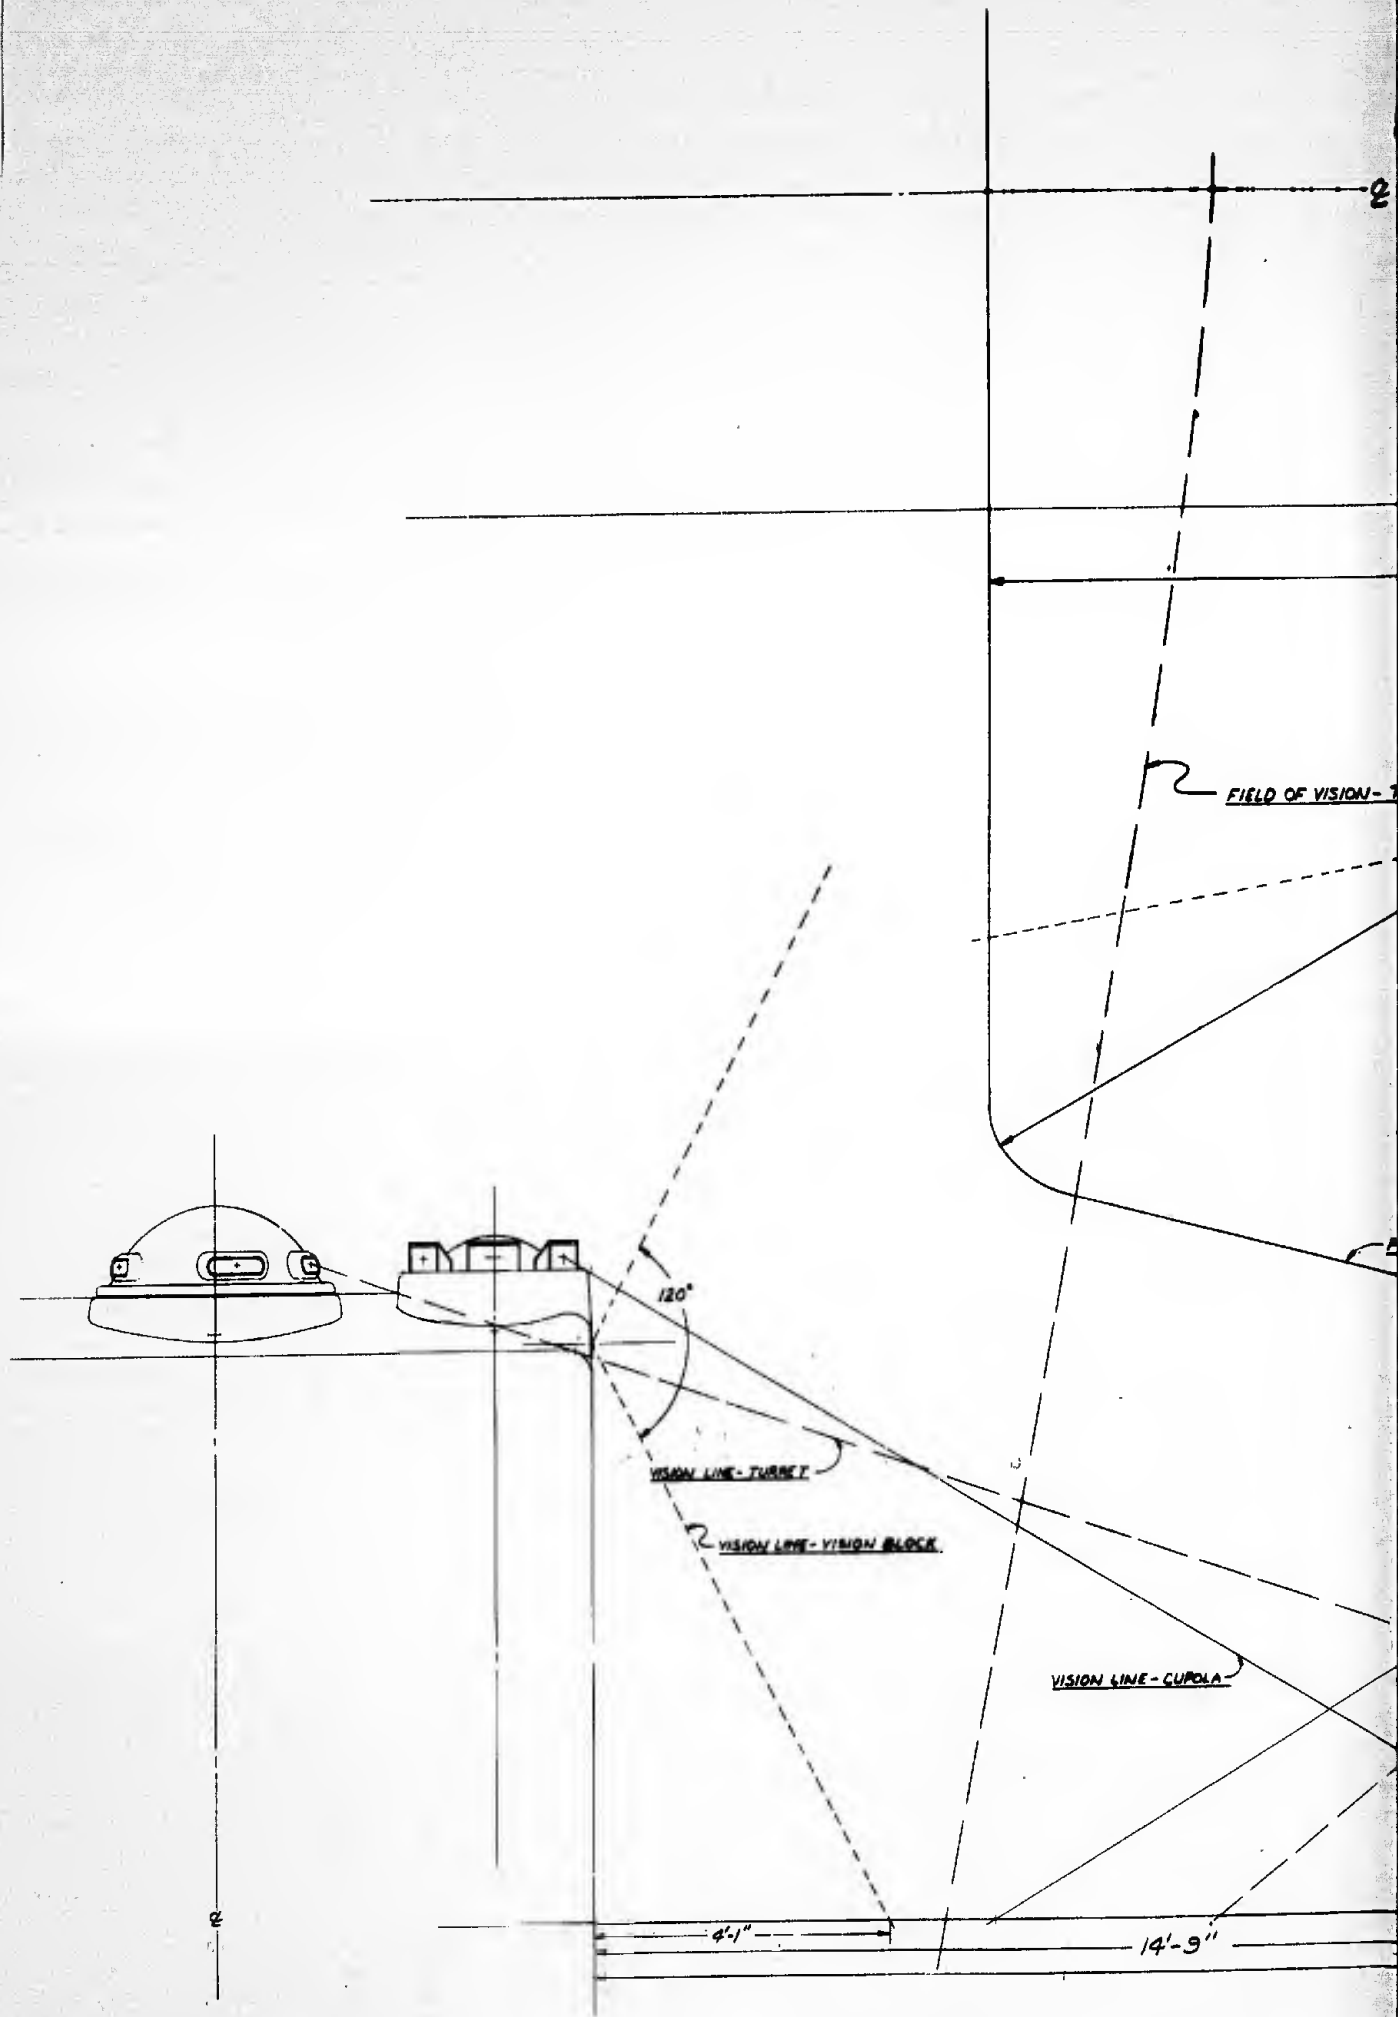 ℄
FIELD OF VISION-
120°
VISION LINE - TURRET
VISION LINE - VISION BLOCK
VISION LINE - CUPOLA
℄
4'-1"
14'-9"